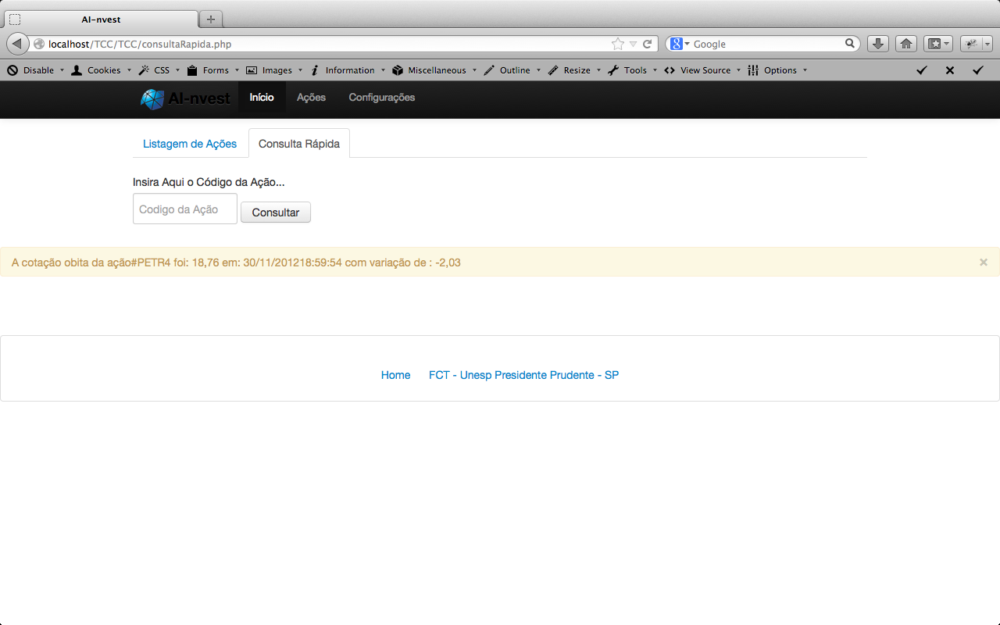 AI-nvest
localhost/TCC/TCC/consultaRapida.php
Google
Disable Cookies CSS Forms Images Information Miscellaneous Outline Resize Tools View Source Options
AI-nvest Início Ações Configurações
Listagem de Ações Consulta Rápida
Insira Aqui o Código da Ação...
Codigo da Ação Consultar
A cotação obita da ação#PETR4 foi: 18,76 em: 30/11/201218:59:54 com variação de : -2,03 ×
Home FCT - Unesp Presidente Prudente - SP